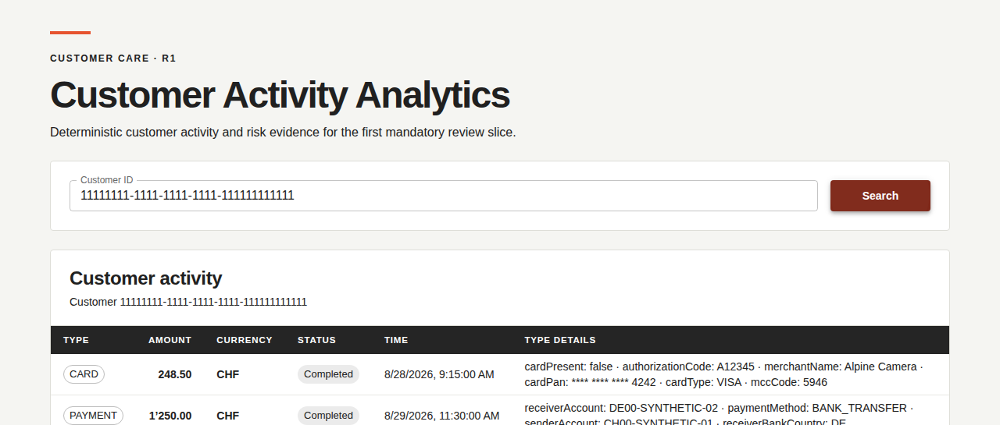 CUSTOMER CARE · R1
Customer Activity Analytics
Deterministic customer activity and risk evidence for the first mandatory review slice.
Customer ID
11111111-1111-1111-1111-111111111111
Search
Customer activity
Customer 11111111-1111-1111-1111-111111111111
TYPE AMOUNT CURRENCY STATUS TIME TYPE DETAILS
CARD 248.50 CHF Completed 8/28/2026, 9:15:00 AM cardPresent: false · authorizationCode: A12345 · merchantName: Alpine Camera ·
cardPan: **** **** **** 4242 · cardType: VISA · mccCode: 5946
PAYMENT 1’250.00 CHF Completed 8/29/2026, 11:30:00 AM receiverAccount: DE00-SYNTHETIC-02 · paymentMethod: BANK_TRANSFER ·
senderAccount: CH00-SYNTHETIC-01 · receiverBankCountry: DE